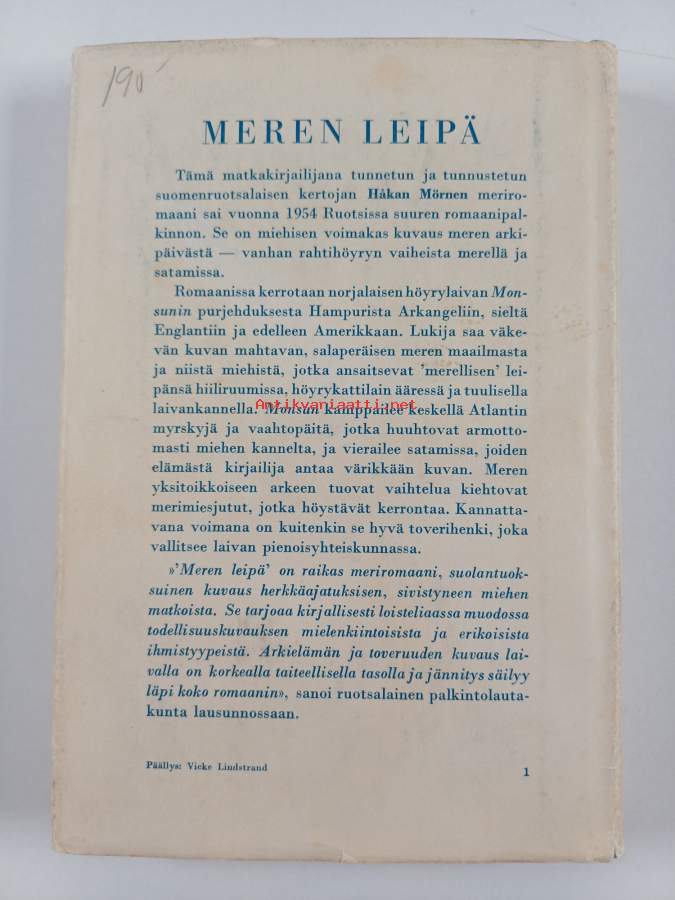 190
MEREN LEIPÄ
Tämä matkakirjailijana tunnetun ja tunnustetun
suomenruotsalaisen kertojan Håkan Mörnen meriro-
maani sai vuonna 1954 Ruotsissa suuren romaanipal-
kinnon. Se on miehisen voimakas kuvaus meren arki-
päivästä — vanhan rahtihöyryn vaiheista merellä ja
satamissa.
Romaanissa kerrotaan norjalaisen höyrylaivan Mon-
sunin purjehduksesta Hampurista Arkangeliin, sieltä
Englantiin ja edelleen Amerikkaan. Lukija saa väke-
vän kuvan mahtavan, salaperäisen meren maailmasta
ja niistä miehistä, jotka ansaitsevat 'merellisen' lei-
pänsä hiiliruumissa, höyrykattilain ääressä ja tuulisella
laivankannella. Monsun kamppailee keskellä Atlantin
Antikvariaatti.net
myrskyjä ja vaahtopäitä, jotka huuhtovat armotto-
masti miehen kannelta, ja vierailee satamissa, joiden
elämästä kirjailija antaa värikkään kuvan. Meren
yksitoikkoiseen arkeen tuovat vaihtelua kiehtovat
merimiesjutut, jotka höystävät kerrontaa. Kannatta-
vana voimana on kuitenkin se hyvä toverihenki, joka
vallitsee laivan pienoisyhteiskunnassa.
»'Meren leipä' on raikas meriromaani, suolantuok-
suinen kuvaus herkkäajatuksisen, sivistyneen miehen
matkoista. Se tarjoaa kirjallisesti loisteliaassa muodossa
todellisuuskuvauksen mielenkiintoisista ja erikoisista
ihmistyypeistä. Arkielämän ja toveruuden kuvaus lai-
valla on korkealla taiteellisella tasolla ja jännitys säilyy
läpi koko romaanin», sanoi ruotsalainen palkintolauta-
kunta lausunnossaan.
Päällys: Vicke Lindstrand
1